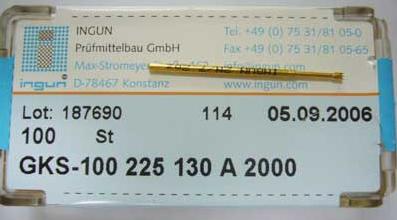 INGUN
Prüfmittelbau GmbH
Max-Stromeyer
D-78467 Konstanz
Tel +49 (0) 75 31/81 05-0
Fax +49 (0) 75 31/81 05-65
www.ingun.com
ingun
Lot: 187690 114 05.09.2006
100 St
GKS-100 225 130 A 2000